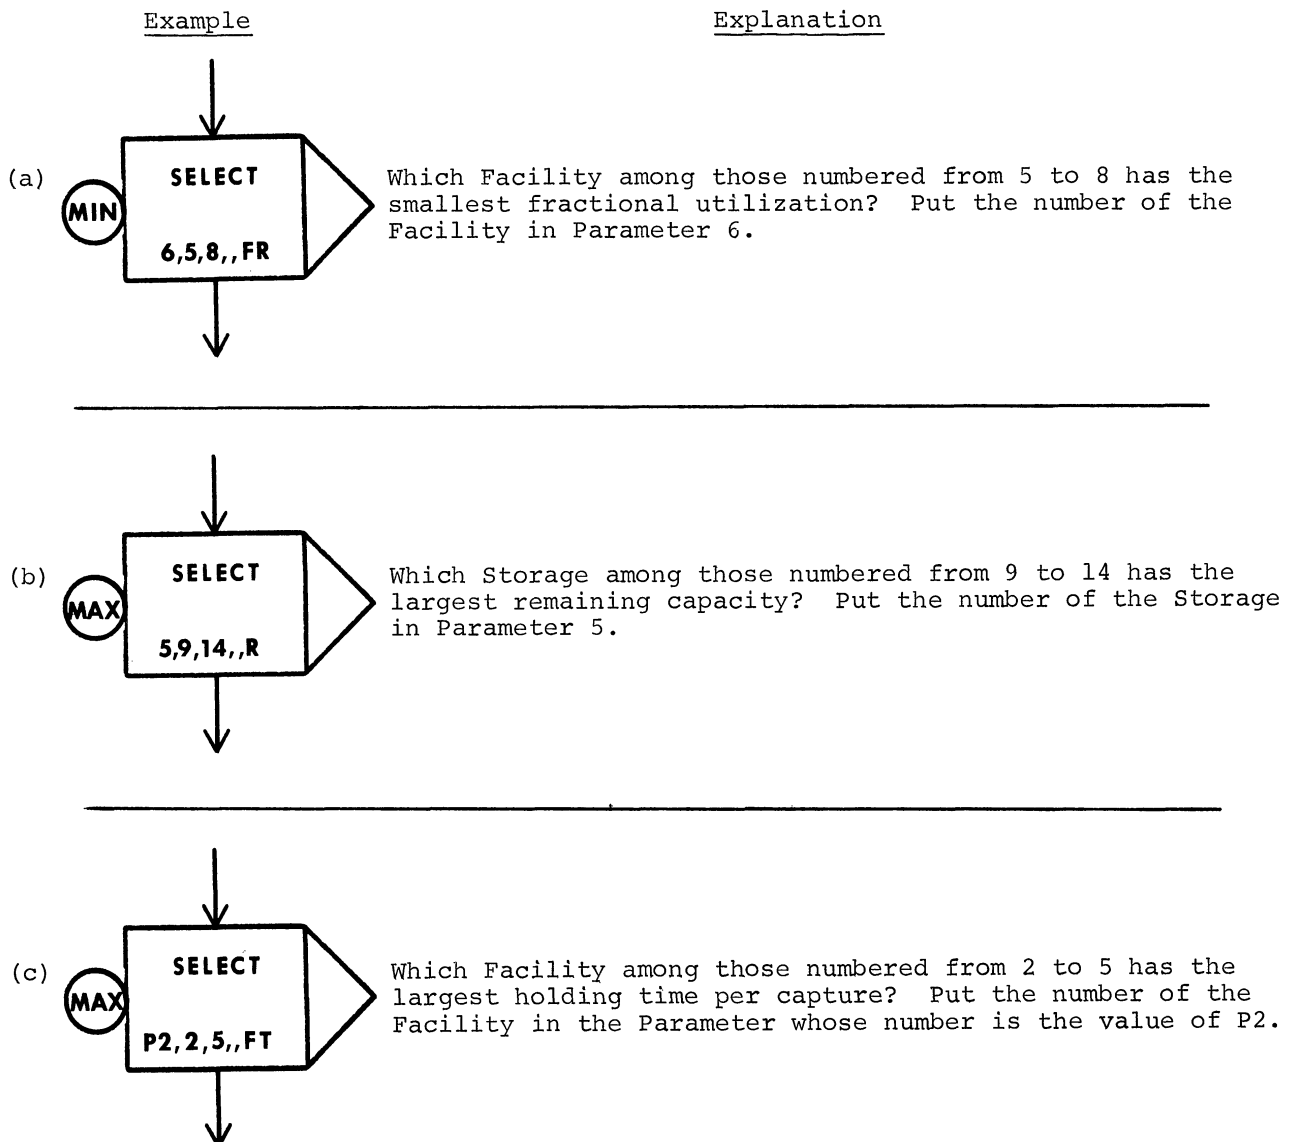 Example
Explanation
(a)
MIN
SELECT
6,5,8,,FR
Which Facility among those numbered from 5 to 8 has the
smallest fractional utilization? Put the number of the
Facility in Parameter 6.
(b)
MAX
SELECT
5,9,14,,R
Which Storage among those numbered from 9 to 14 has the
largest remaining capacity? Put the number of the Storage
in Parameter 5.
(c)
MAX
SELECT
P2,2,5,,FT
Which Facility among those numbered from 2 to 5 has the
largest holding time per capture? Put the number of the
Facility in the Parameter whose number is the value of P2.